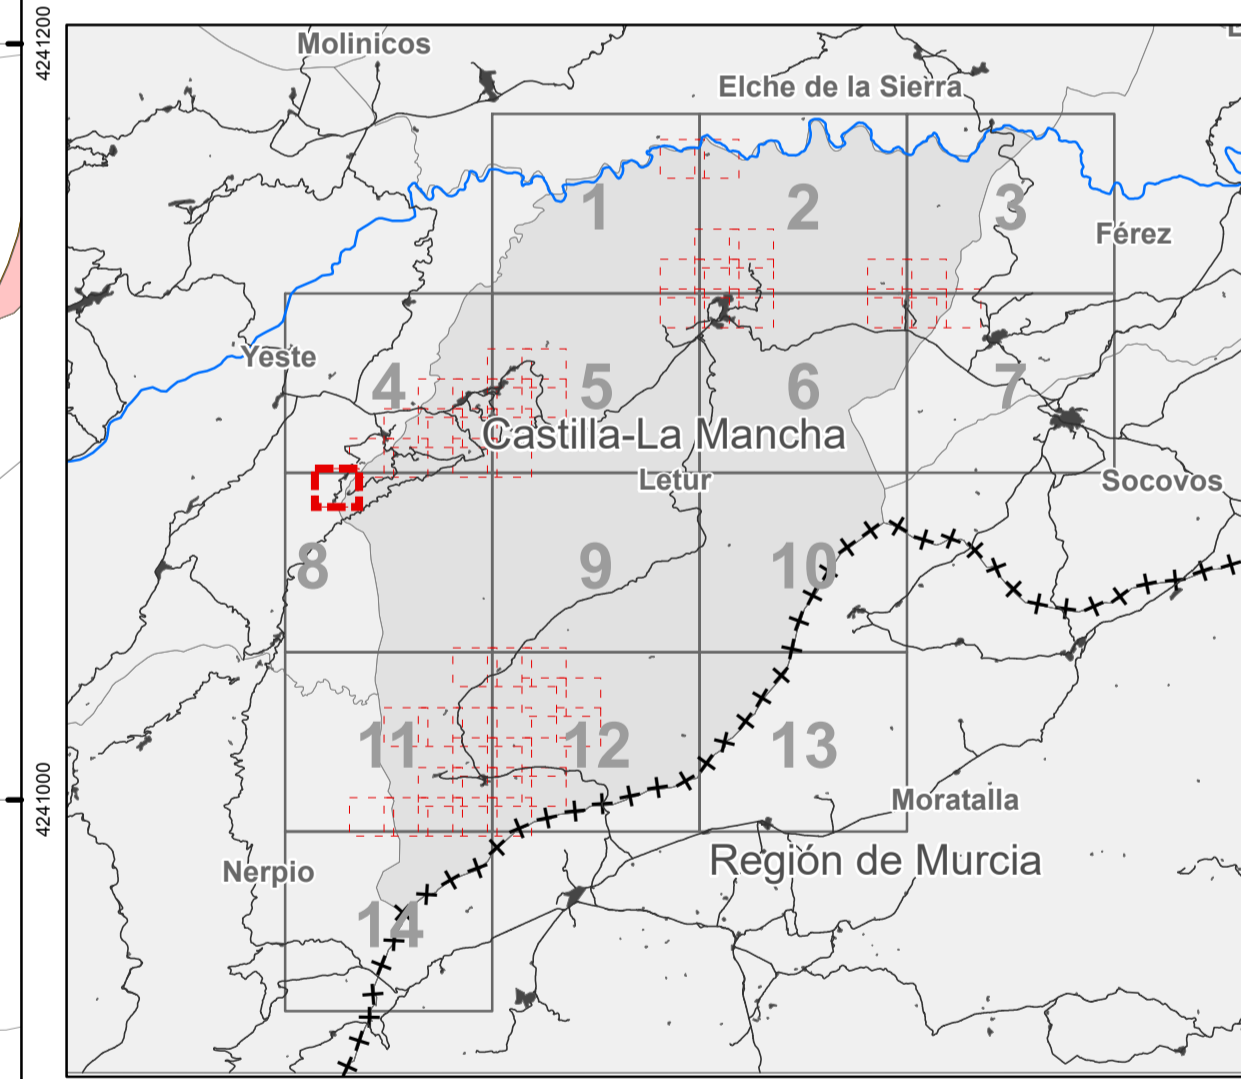 4241200
Molinicos
Elche de la Sierra
1
2
3
Férez
Yeste
4
5
6
7
Castilla-La Mancha
Letur
Socovos
8
9
10
11
12
13
4241000
Moratalla
Nerpio
Región de Murcia
14